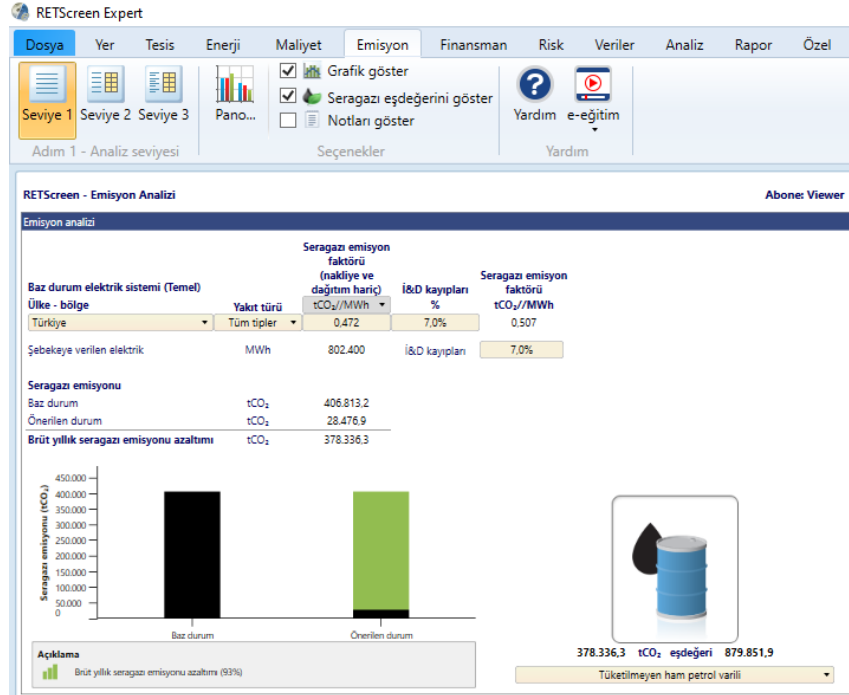 RETScreen Expert
Dosya Yer Tesis Enerji Maliyet Emisyon Finansman Risk Veriler Analiz Rapor Özel
Seviye 1 Seviye 2 Seviye 3
Adım 1 - Analiz seviyesi
Pano...
Grafik göster
Seragazı eşdeğerini göster
Notları göster
Seçenekler
Yardım e-eğitim
Yardım
RETScreen - Emisyon Analizi Abone: Viewer
Emisyon analizi
Baz durum elektrik sistemi (Temel)
Ülke - bölge
Yakıt türü
Seragazı emisyon
faktörü
(nakliye ve
dağıtım hariç)
tCO₂//MWh
İ&D kayıpları
%
Seragazı emisyon
faktörü
tCO₂//MWh
Türkiye Tüm tipler 0,472 7,0% 0,507
Şebekeye verilen elektrik MWh 802.400 İ&D kayıpları 7,0%
Seragazı emisyonu
Baz durum tCO₂ 406.813,2
Önerilen durum tCO₂ 28.476,9
Brüt yıllık seragazı emisyonu azaltımı tCO₂ 378.336,3
Seragazı emisyonu (tCO₂)
450.000
400.000
350.000
300.000
250.000
200.000
150.000
100.000
50.000
0
Baz durum Önerilen durum
Açıklama
Brüt yıllık seragazı emisyonu azaltımı (93%)
378.336,3 tCO₂ eşdeğeri 879.851,9
Tüketilmeyen ham petrol varili